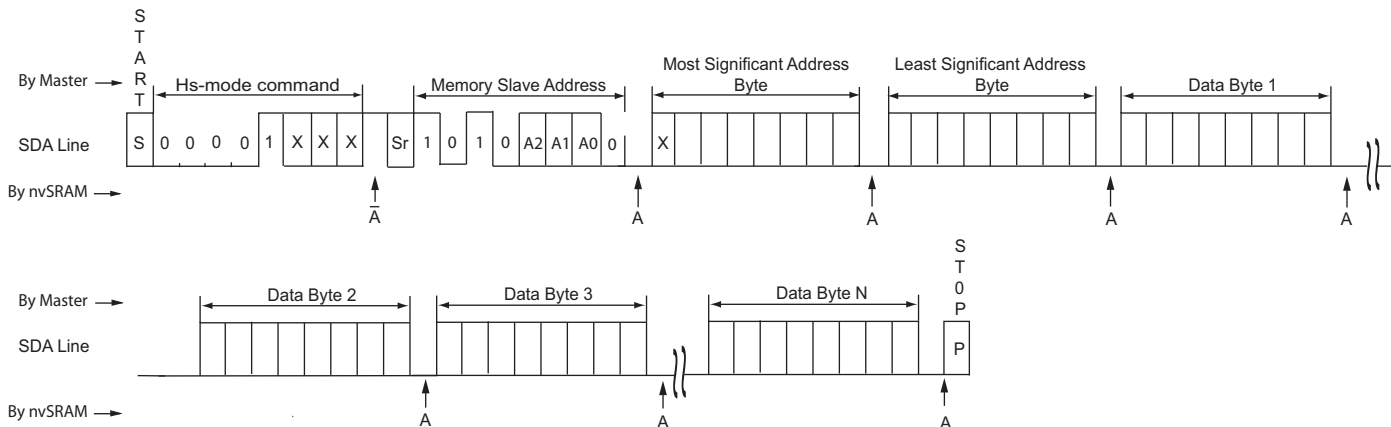 START
By Master
Hs-mode command
Memory Slave Address
Most Significant Address
Byte
Least Significant Address
Byte
Data Byte 1
SDA Line
S 0 0 0 0 1 X X X Sr 1 0 1 0 A2 A1 A0 0 X
By nvSRAM
A̅ A A A A
ST0P
By Master
Data Byte 2
Data Byte 3
Data Byte N
SDA Line
P
By nvSRAM
A A A